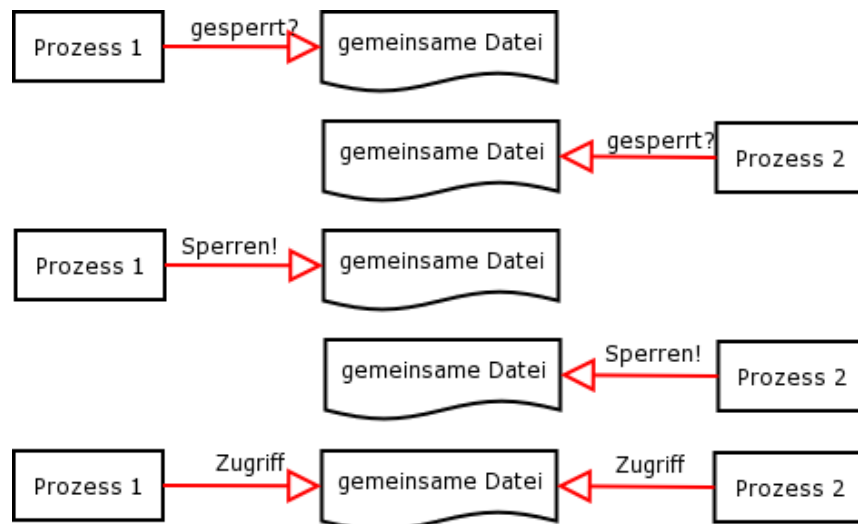 Prozess 1
gesperrt?
gemeinsame Datei
gemeinsame Datei
gesperrt?
Prozess 2
Prozess 1
Sperren!
gemeinsame Datei
gemeinsame Datei
Sperren!
Prozess 2
Prozess 1
Zugriff
gemeinsame Datei
Zugriff
Prozess 2